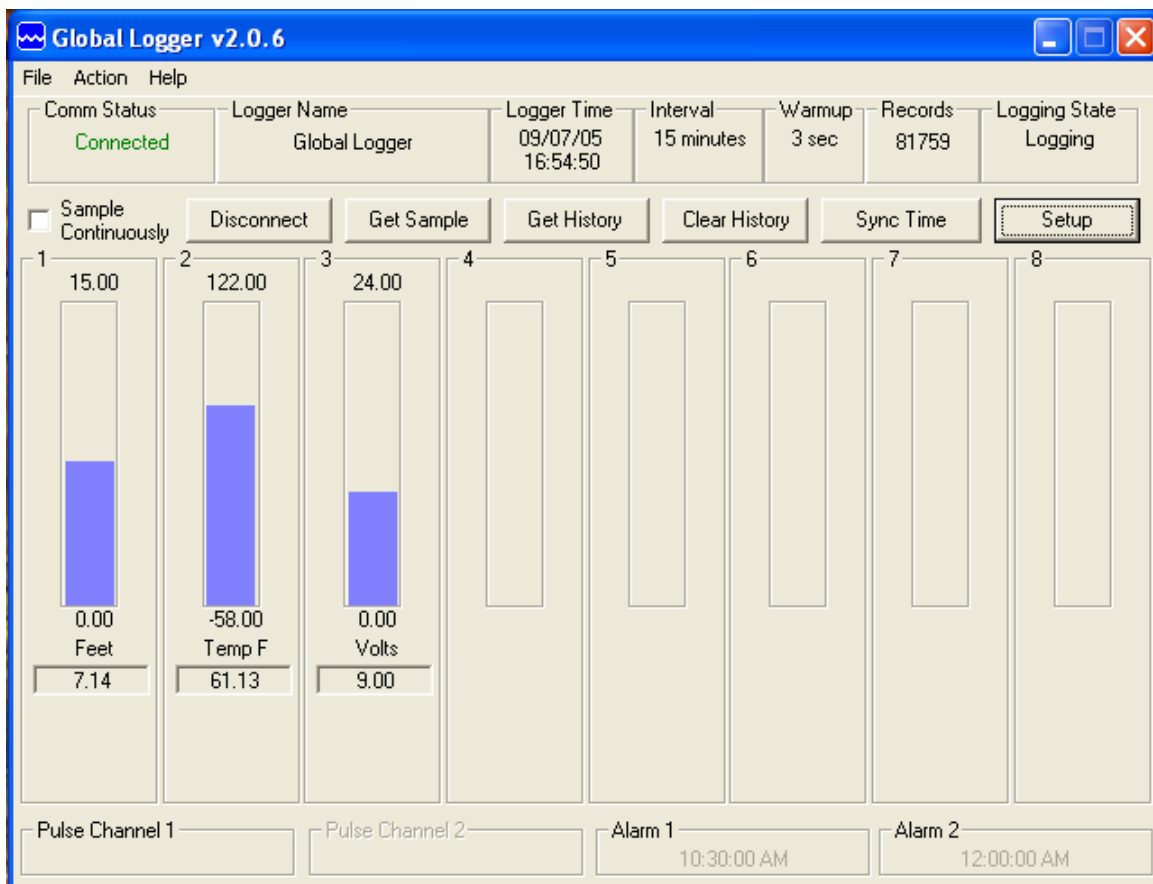 Global Logger v2.0.6
File Action Help
Comm Status Logger Name Logger Time Interval Warmup Records Logging State
Connected Global Logger 09/07/05 15 minutes 3 sec 81759 Logging
16:54:50
Sample
Continuously Disconnect Get Sample Get History Clear History Sync Time Setup
1 2 3 4 5 6 7 8
15.00 122.00 24.00
0.00 -58.00 0.00
Feet Temp F Volts
7.14 61.13 9.00
Pulse Channel 1 Pulse Channel 2 Alarm 1 Alarm 2
10:30:00 AM 12:00:00 AM